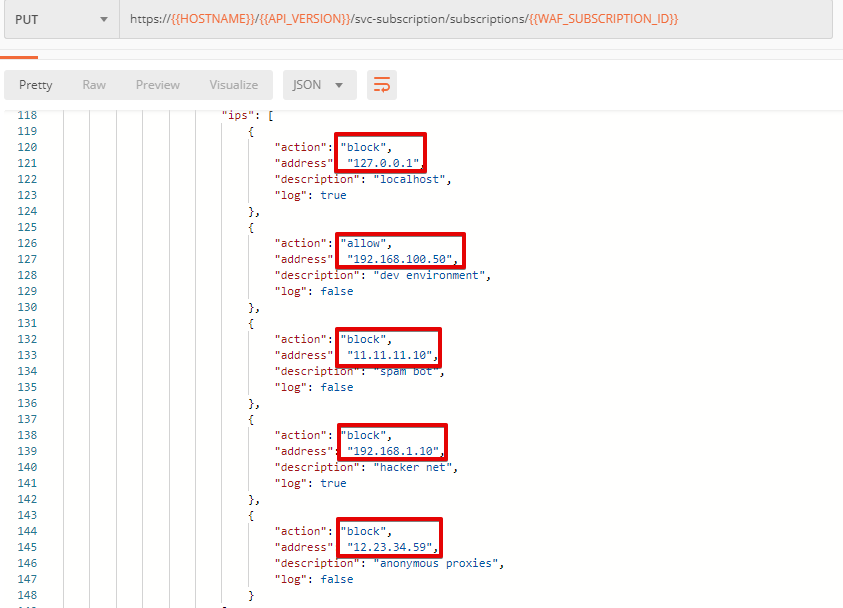 PUT https://{{HOSTNAME}}/{{API_VERSION}}/svc-subscription/subscriptions/{{WAF_SUBSCRIPTION_ID}}
Pretty Raw Preview Visualize JSON
118 "ips": [
119 {
120 "action": "block",
121 "address": "127.0.0.1",
122 "description": "localhost",
123 "log": true
124 },
125 {
126 "action": "allow",
127 "address": "192.168.100.50",
128 "description": "dev environment",
129 "log": false
130 },
131 {
132 "action": "block",
133 "address": "11.11.11.10",
134 "description": "spam bot",
135 "log": false
136 },
137 {
138 "action": "block",
139 "address": "192.168.1.10",
140 "description": "hacker net",
141 "log": true
142 },
143 {
144 "action": "block",
145 "address": "12.23.34.59",
146 "description": "anonymous proxies",
147 "log": false
148 }